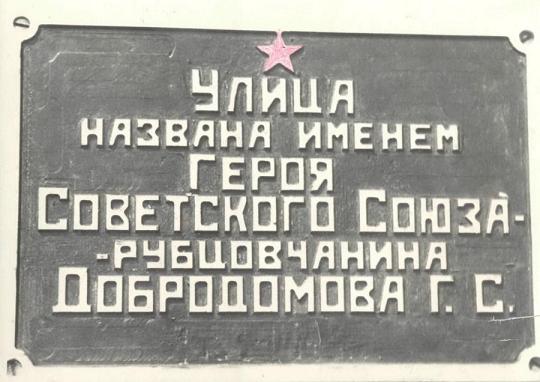 Улица
названа именем
Героя
Советского Союза-
-рубцовчанина
Добродомова Г. С.